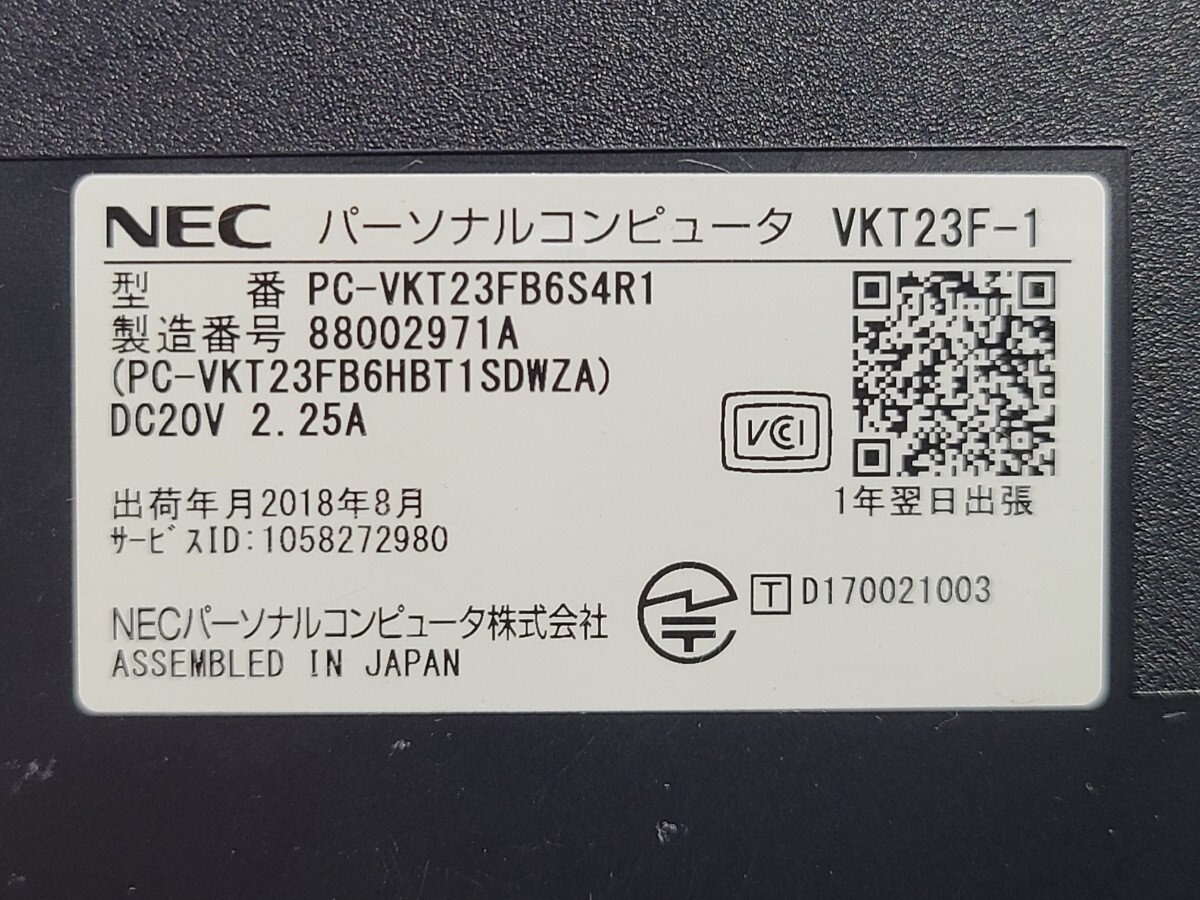 NEC パーソナルコンピュータ VKT23F-1
型 番 PC-VKT23FB6S4R1
製造番号 88002971A
(PC-VKT23FB6HBT1SDWZA)
DC20V 2.25A
VCCI
1年翌日出張
出荷年月2018年8月
ｻｰﾋﾞｽID:1058272980
T D170021003
NECパーソナルコンピュータ株式会社
ASSEMBLED IN JAPAN